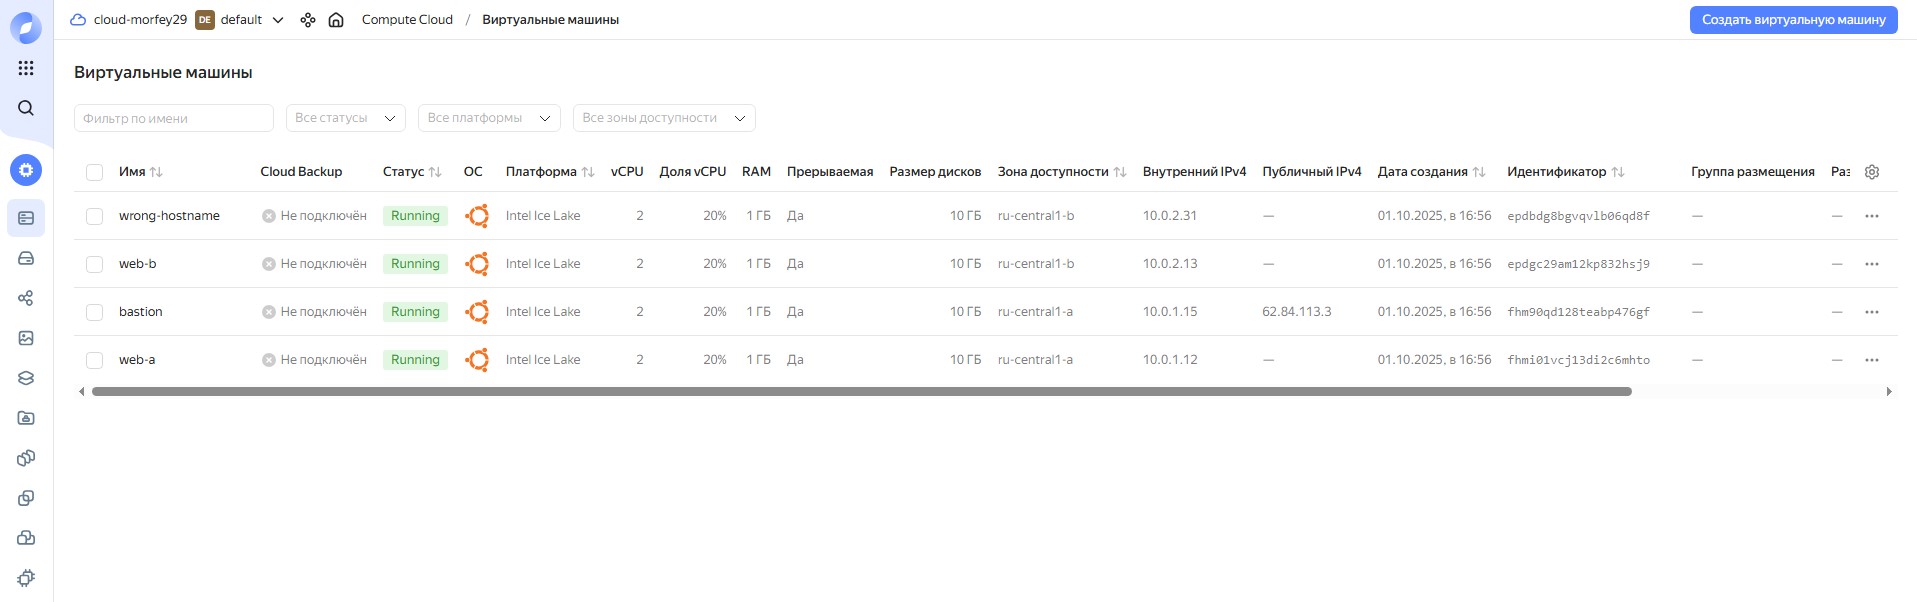 cloud-morfey29 DE default Compute Cloud / Виртуальные машины Создать виртуальную машину
Виртуальные машины
Фильтр по имени Все статусы Все платформы Все зоны доступности
Имя Cloud Backup Статус ОС Платформа vCPU Доля vCPU RAM Прерываемая Размер дисков Зона доступности Внутренний IPv4 Публичный IPv4 Дата создания Идентификатор Группа размещения Раз
wrong-hostname Не подключён Running Intel Ice Lake 2 20% 1 ГБ Да 10 ГБ ru-central1-b 10.0.2.31 — 01.10.2025, в 16:56 epdbdg8bgvqvlb06qd8f — —
web-b Не подключён Running Intel Ice Lake 2 20% 1 ГБ Да 10 ГБ ru-central1-b 10.0.2.13 — 01.10.2025, в 16:56 epdgc29am12kp832hsj9 — —
bastion Не подключён Running Intel Ice Lake 2 20% 1 ГБ Да 10 ГБ ru-central1-a 10.0.1.15 62.84.113.3 01.10.2025, в 16:56 fhm90qd128teabp476gf — —
web-a Не подключён Running Intel Ice Lake 2 20% 1 ГБ Да 10 ГБ ru-central1-a 10.0.1.12 — 01.10.2025, в 16:56 fhmi01vcj13di2c6mhto — —